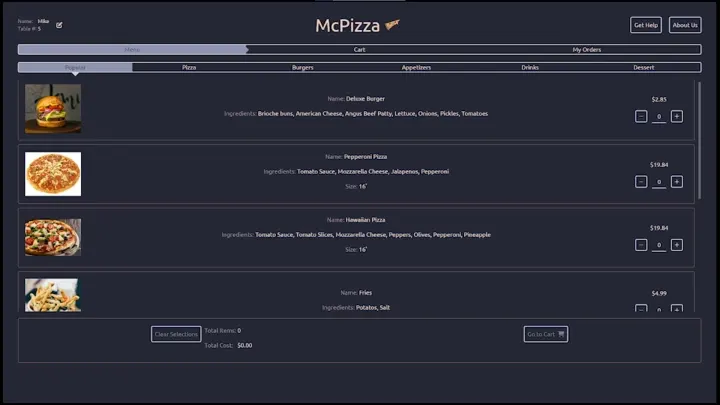 Name: Mike
Table #: 5
McPizza
Get Help
About Us
Menu
Cart
My Orders
Popular
Pizza
Burgers
Appetizers
Drinks
Dessert
Name: Deluxe Burger
Ingredients: Brioche buns, American Cheese, Angus Beef Patty, Lettuce, Onions, Pickles, Tomatoes
$2.85
− 0 +
Name: Pepperoni Pizza
Ingredients: Tomato Sauce, Mozzarella Cheese, Jalapenos, Pepperoni
Size: 16"
$19.84
− 0 +
Name: Hawaiian Pizza
Ingredients: Tomato Sauce, Tomato Slices, Mozzarella Cheese, Peppers, Olives, Pepperoni, Pineapple
Size: 16"
$19.84
− 0 +
Name: Fries
Ingredients: Potatos, Salt
$4.99
− 0 +
Clear Selections
Total Items: 0
Total Cost: $0.00
Go to Cart